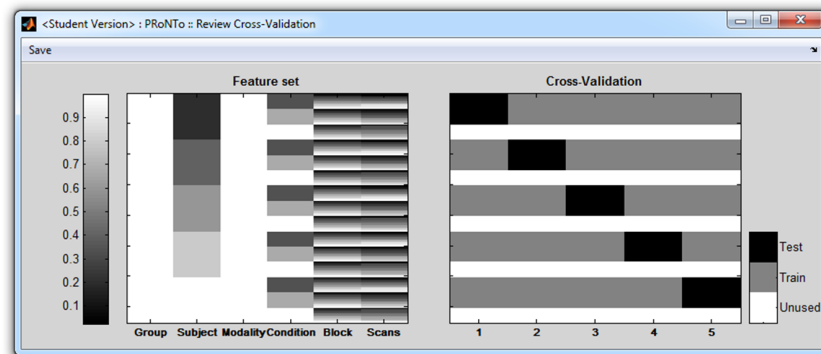 <Student Version> : PRoNTo :: Review Cross-Validation
Save
Feature set
Cross-Validation
0.9
0.8
0.7
0.6
0.5
0.4
0.3
0.2
0.1
Test
Train
Unused
Group Subject Modality Condition Block Scans
1 2 3 4 5